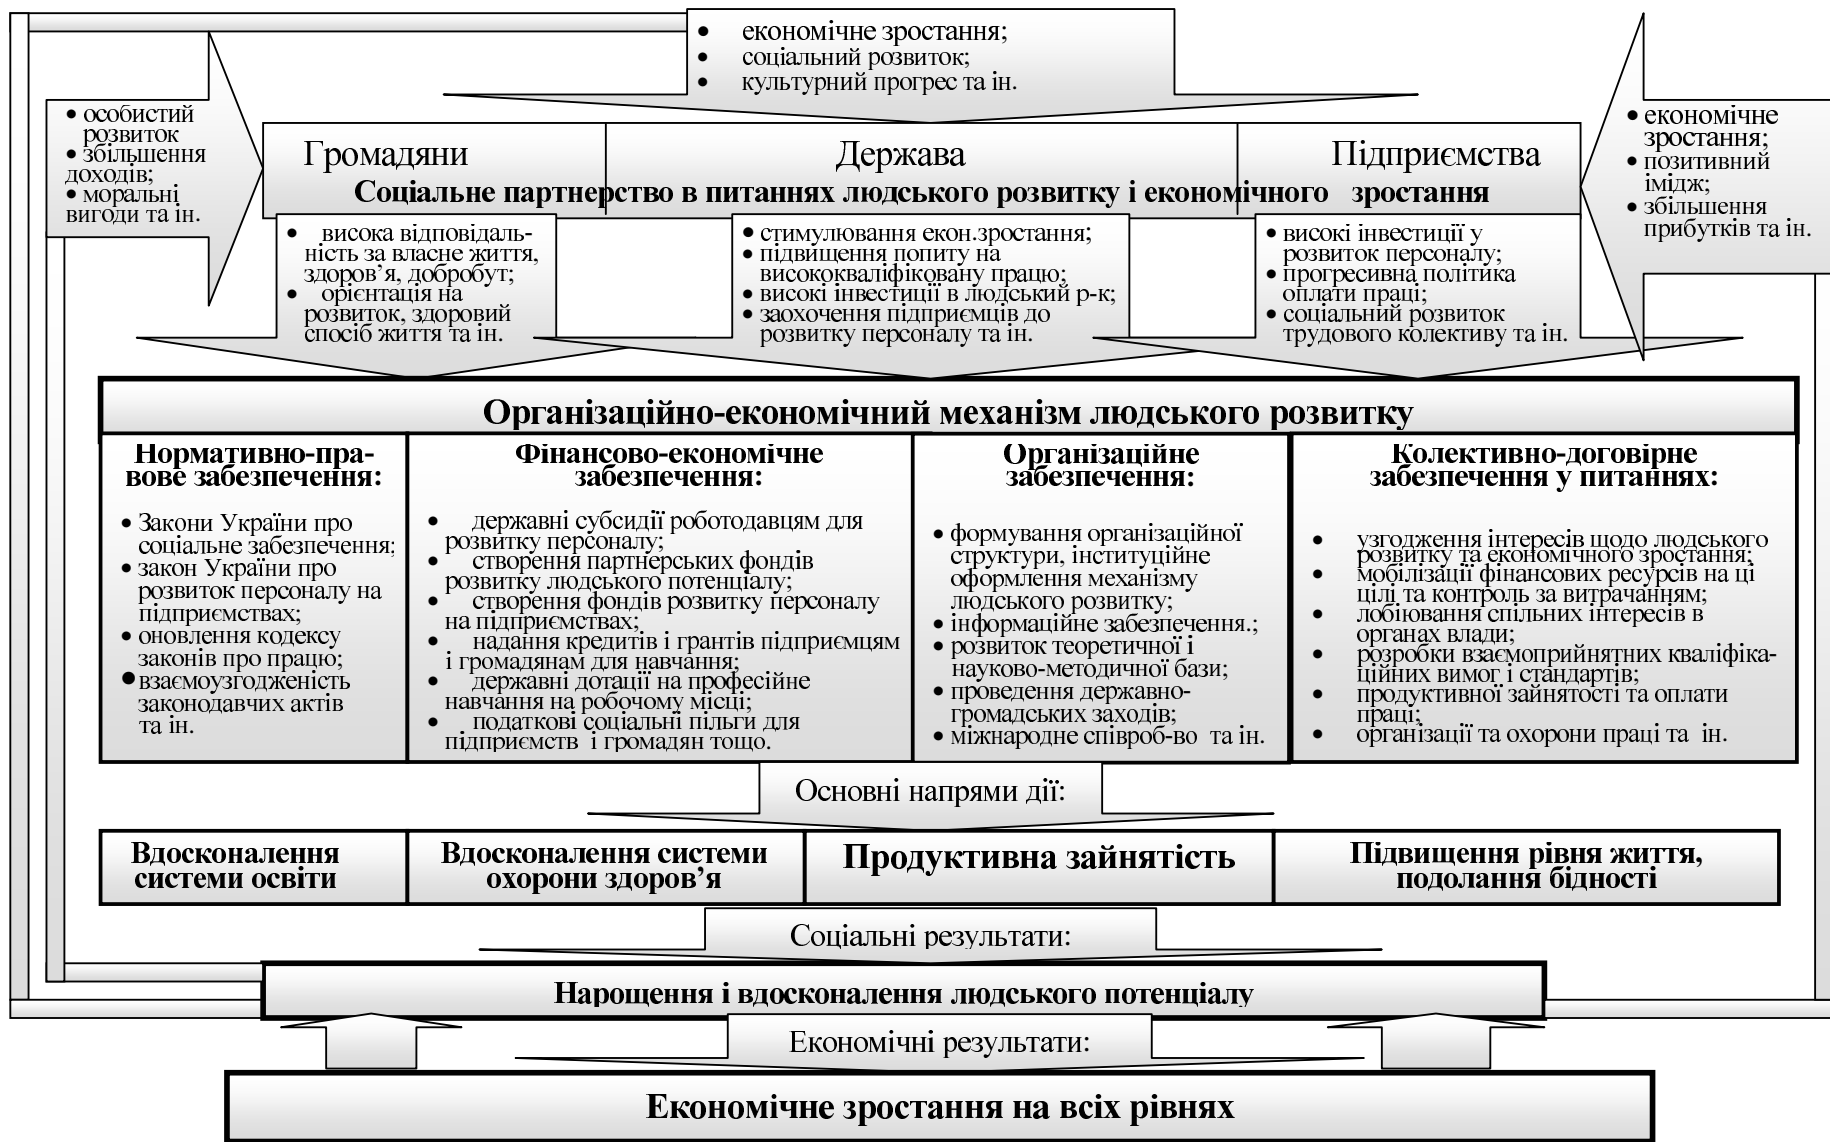 • економічне зростання;
• соціальний розвиток;
• культурний прогрес та ін.
• особистий
розвиток
• збільшення
доходів;
• моральні
вигоди та ін.
Громадяни
Держава
Підприємства
Соціальне партнерство в питаннях людського розвитку і економічного зростання
• економічне
зростання;
• позитивний
імідж;
• збільшення
прибутків та ін.
• висока відповідаль-
ність за власне життя,
здоров’я, добробут;
• орієнтація на
розвиток, здоровий
спосіб життя та ін.
• стимулювання екон.зростання;
• підвищення попиту на
висококваліфіковану працю;
• високі інвестиції в людський р-к;
• заохочення підприємців до
розвитку персоналу та ін.
• високі інвестиції у
розвиток персоналу;
• прогресивна політика
оплати праці;
• соціальний розвиток
трудового колективу та ін.
Організаційно-економічний механізм людського розвитку
Нормативно-пра-
вове забезпечення:
• Закони України про
соціальне забезпечення;
• закон України про
розвиток персоналу на
підприємствах;
• оновлення кодексу
законів про працю;
• взаємоузгодженість
законодавчих актів
та ін.
Фінансово-економічне
забезпечення:
• державні субсидії роботодавцям для
розвитку персоналу;
• створення партнерських фондів
розвитку людського потенціалу;
• створення фондів розвитку персоналу
на підприємствах;
• надання кредитів і грантів підприємцям
і громадянам для навчання;
• державні дотації на професійне
навчання на робочому місці;
• податкові соціальні пільги для
підприємств і громадян тощо.
Організаційне
забезпечення:
• формування організаційної
структури, інституційне
оформлення механізму
людського розвитку;
• інформаційне забезпечення.;
• розвиток теоретичної і
науково-методичної бази;
• проведення державно-
громадських заходів;
• міжнародне співроб-во та ін.
Колективно-договірне
забезпечення у питаннях:
• узгодження інтересів щодо людського
розвитку та економічного зростання;
• мобілізації фінансових ресурсів на ці
цілі та контроль за витрачанням;
• лобіювання спільних інтересів в
органах влади;
• розробки взаємоприйнятних кваліфіка-
ційних вимог і стандартів;
• продуктивної зайнятості та оплати
праці;
• організації та охорони праці та ін.
Основні напрями дії:
Вдосконалення
системи освіти
Вдосконалення системи
охорони здоров’я
Продуктивна зайнятість
Підвищення рівня життя,
подолання бідності
Соціальні результати:
Нарощення і вдосконалення людського потенціалу
Економічні результати:
Економічне зростання на всіх рівнях